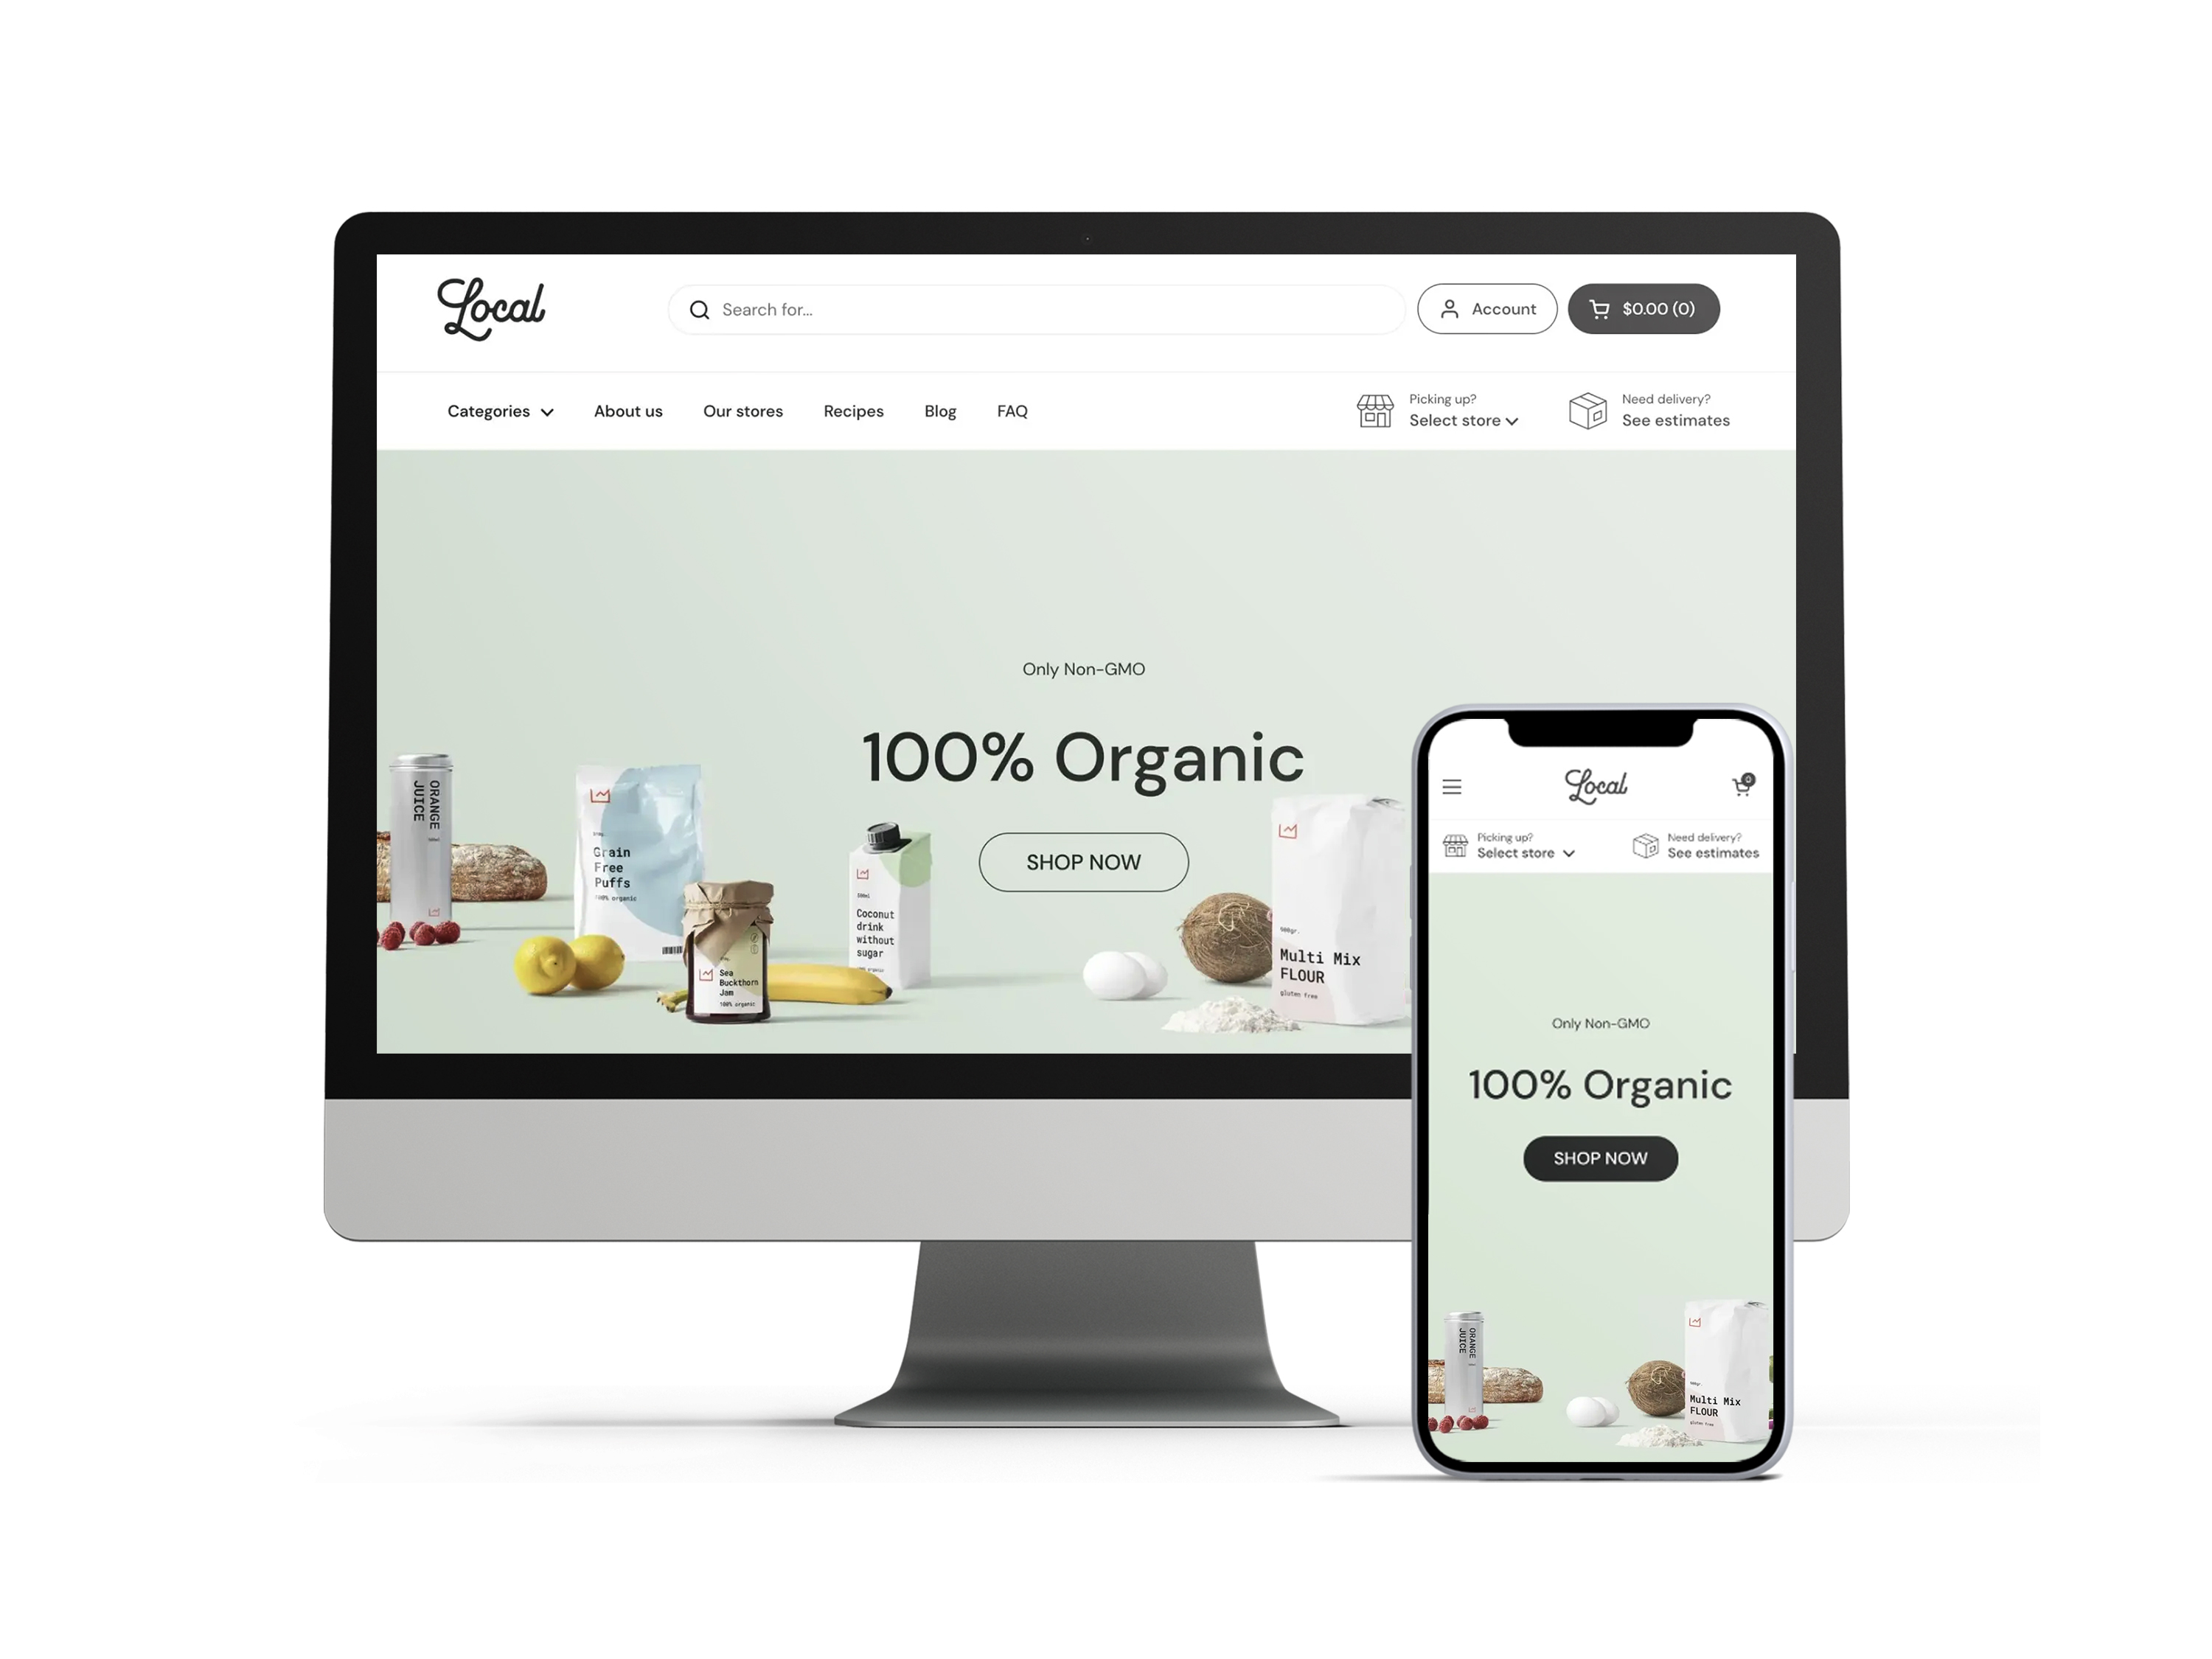 Local
Search for...
Account
$0.00 (0)
Categories
About us
Our stores
Recipes
Blog
FAQ
Picking up?
Select store
Need delivery?
See estimates
Only Non-GMO
100% Organic
SHOP NOW
ORANGE
JUICE
Grain
Free
Puffs
100% organic
Sea
Buckthorn
Jam
100% organic
Coconut
drink
without
sugar
Multi Mix
FLOUR
gluten free
Local
0
Picking up?
Select store
Need delivery?
See estimates
Only Non-GMO
100% Organic
SHOP NOW
ORANGE
JUICE
Multi Mix
FLOUR
gluten free